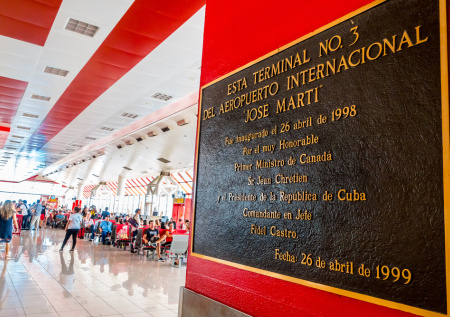 ESTA TERMINAL NO. 3
DEL AEROPUERTO INTERNACIONAL
"JOSE MARTI"
Fue inaugurado el 26 abril de 1998
Por el muy Honorable
Primer Ministro de Canada
Sr Jean Chretien
y Presidente de la Republica de Cuba
Comandante en Jefe
Fidel Castro.
Fecha: 26 de abril de 1999